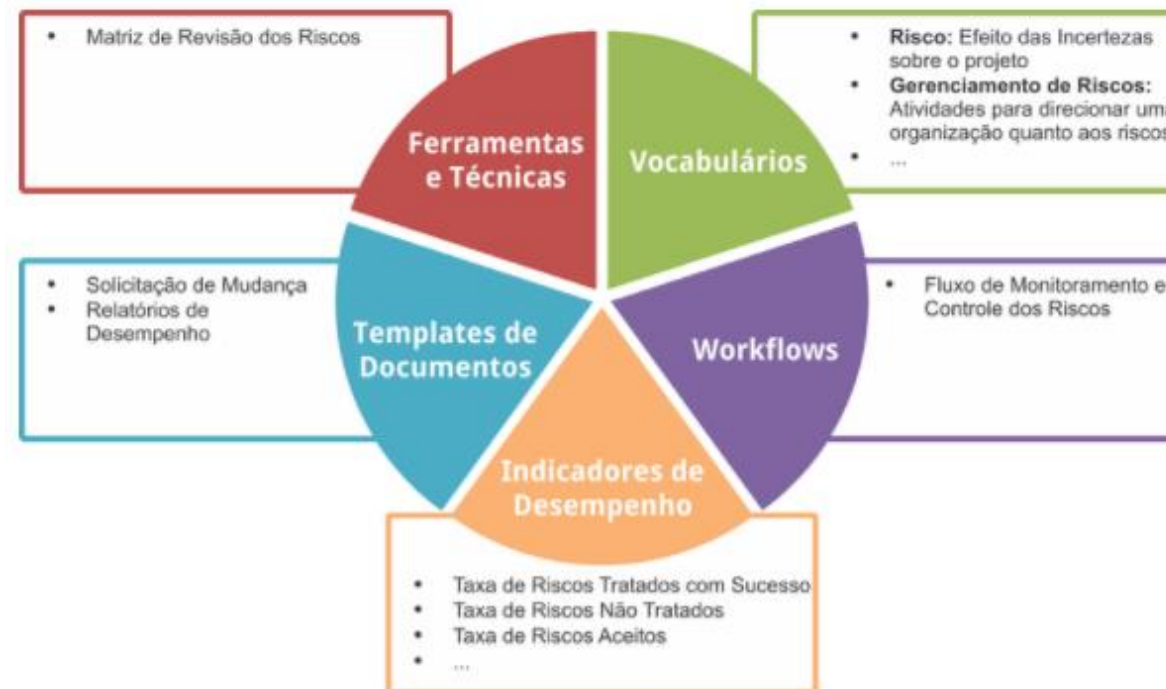 • Matriz de Revisão dos Riscos
• Risco: Efeito das Incertezas
sobre o projeto
• Gerenciamento de Riscos:
Atividades para direcionar uma
organização quanto aos riscos
• ...
Ferramentas
e Técnicas
Vocabulários
• Solicitação de Mudança
• Relatórios de
Desempenho
• Fluxo de Monitoramento e
Controle dos Riscos
Templates de
Documentos
Workflows
Indicadores de
Desempenho
• Taxa de Riscos Tratados com Sucesso
• Taxa de Riscos Não Tratados
• Taxa de Riscos Aceitos
• ...